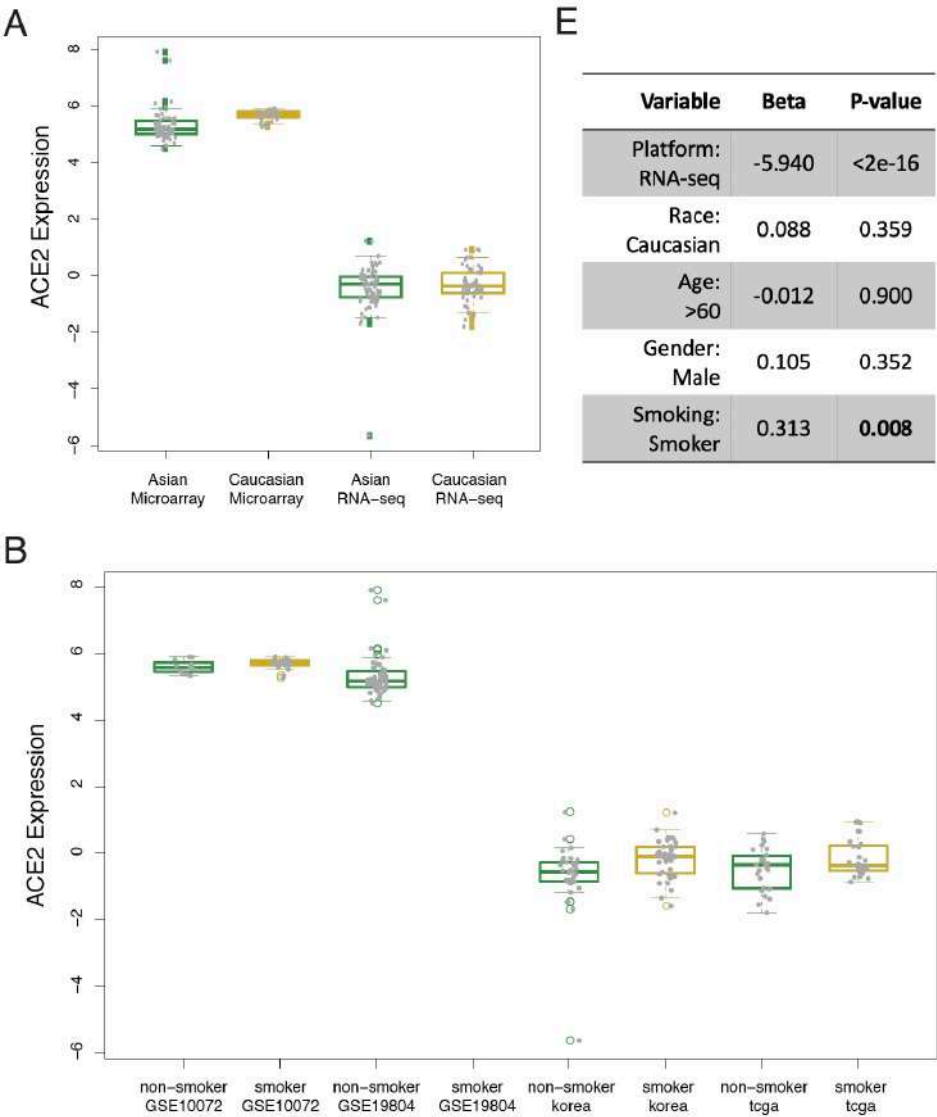 A
ACE2 Expression
8
6
4
2
0
−2
−4
−6
Asian
Microarray
Caucasian
Microarray
Asian
RNA−seq
Caucasian
RNA−seq
E
Variable Beta P-value
Platform:
RNA-seq
-5.940 <2e-16
Race:
Caucasian
0.088 0.359
Age:
>60
-0.012 0.900
Gender:
Male
0.105 0.352
Smoking:
Smoker
0.313 0.008
B
ACE2 Expression
8
6
4
2
0
−2
−4
−6
non−smoker
GSE10072
smoker
GSE10072
non−smoker
GSE19804
smoker
GSE19804
non−smoker
korea
smoker
korea
non−smoker
tcga
smoker
tcga